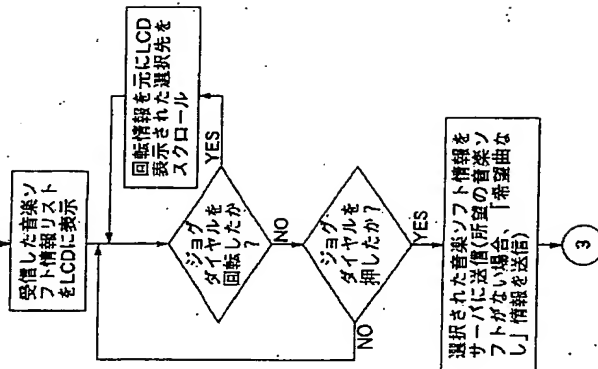 受信した音楽ソ
フト情報リスト
をLCDに表示
回転情報を元にLCD
表示された選択先を
スクロール
ジョグ
ダイヤルを
回転したか
?
YES
NO
ジョグ
ダイヤルを
押したか?
NO
YES
選択された音楽ソフト情報を
サーバに送信(所望の音楽ソ
フトがない場合、「希望曲な
し」情報を送信)
3